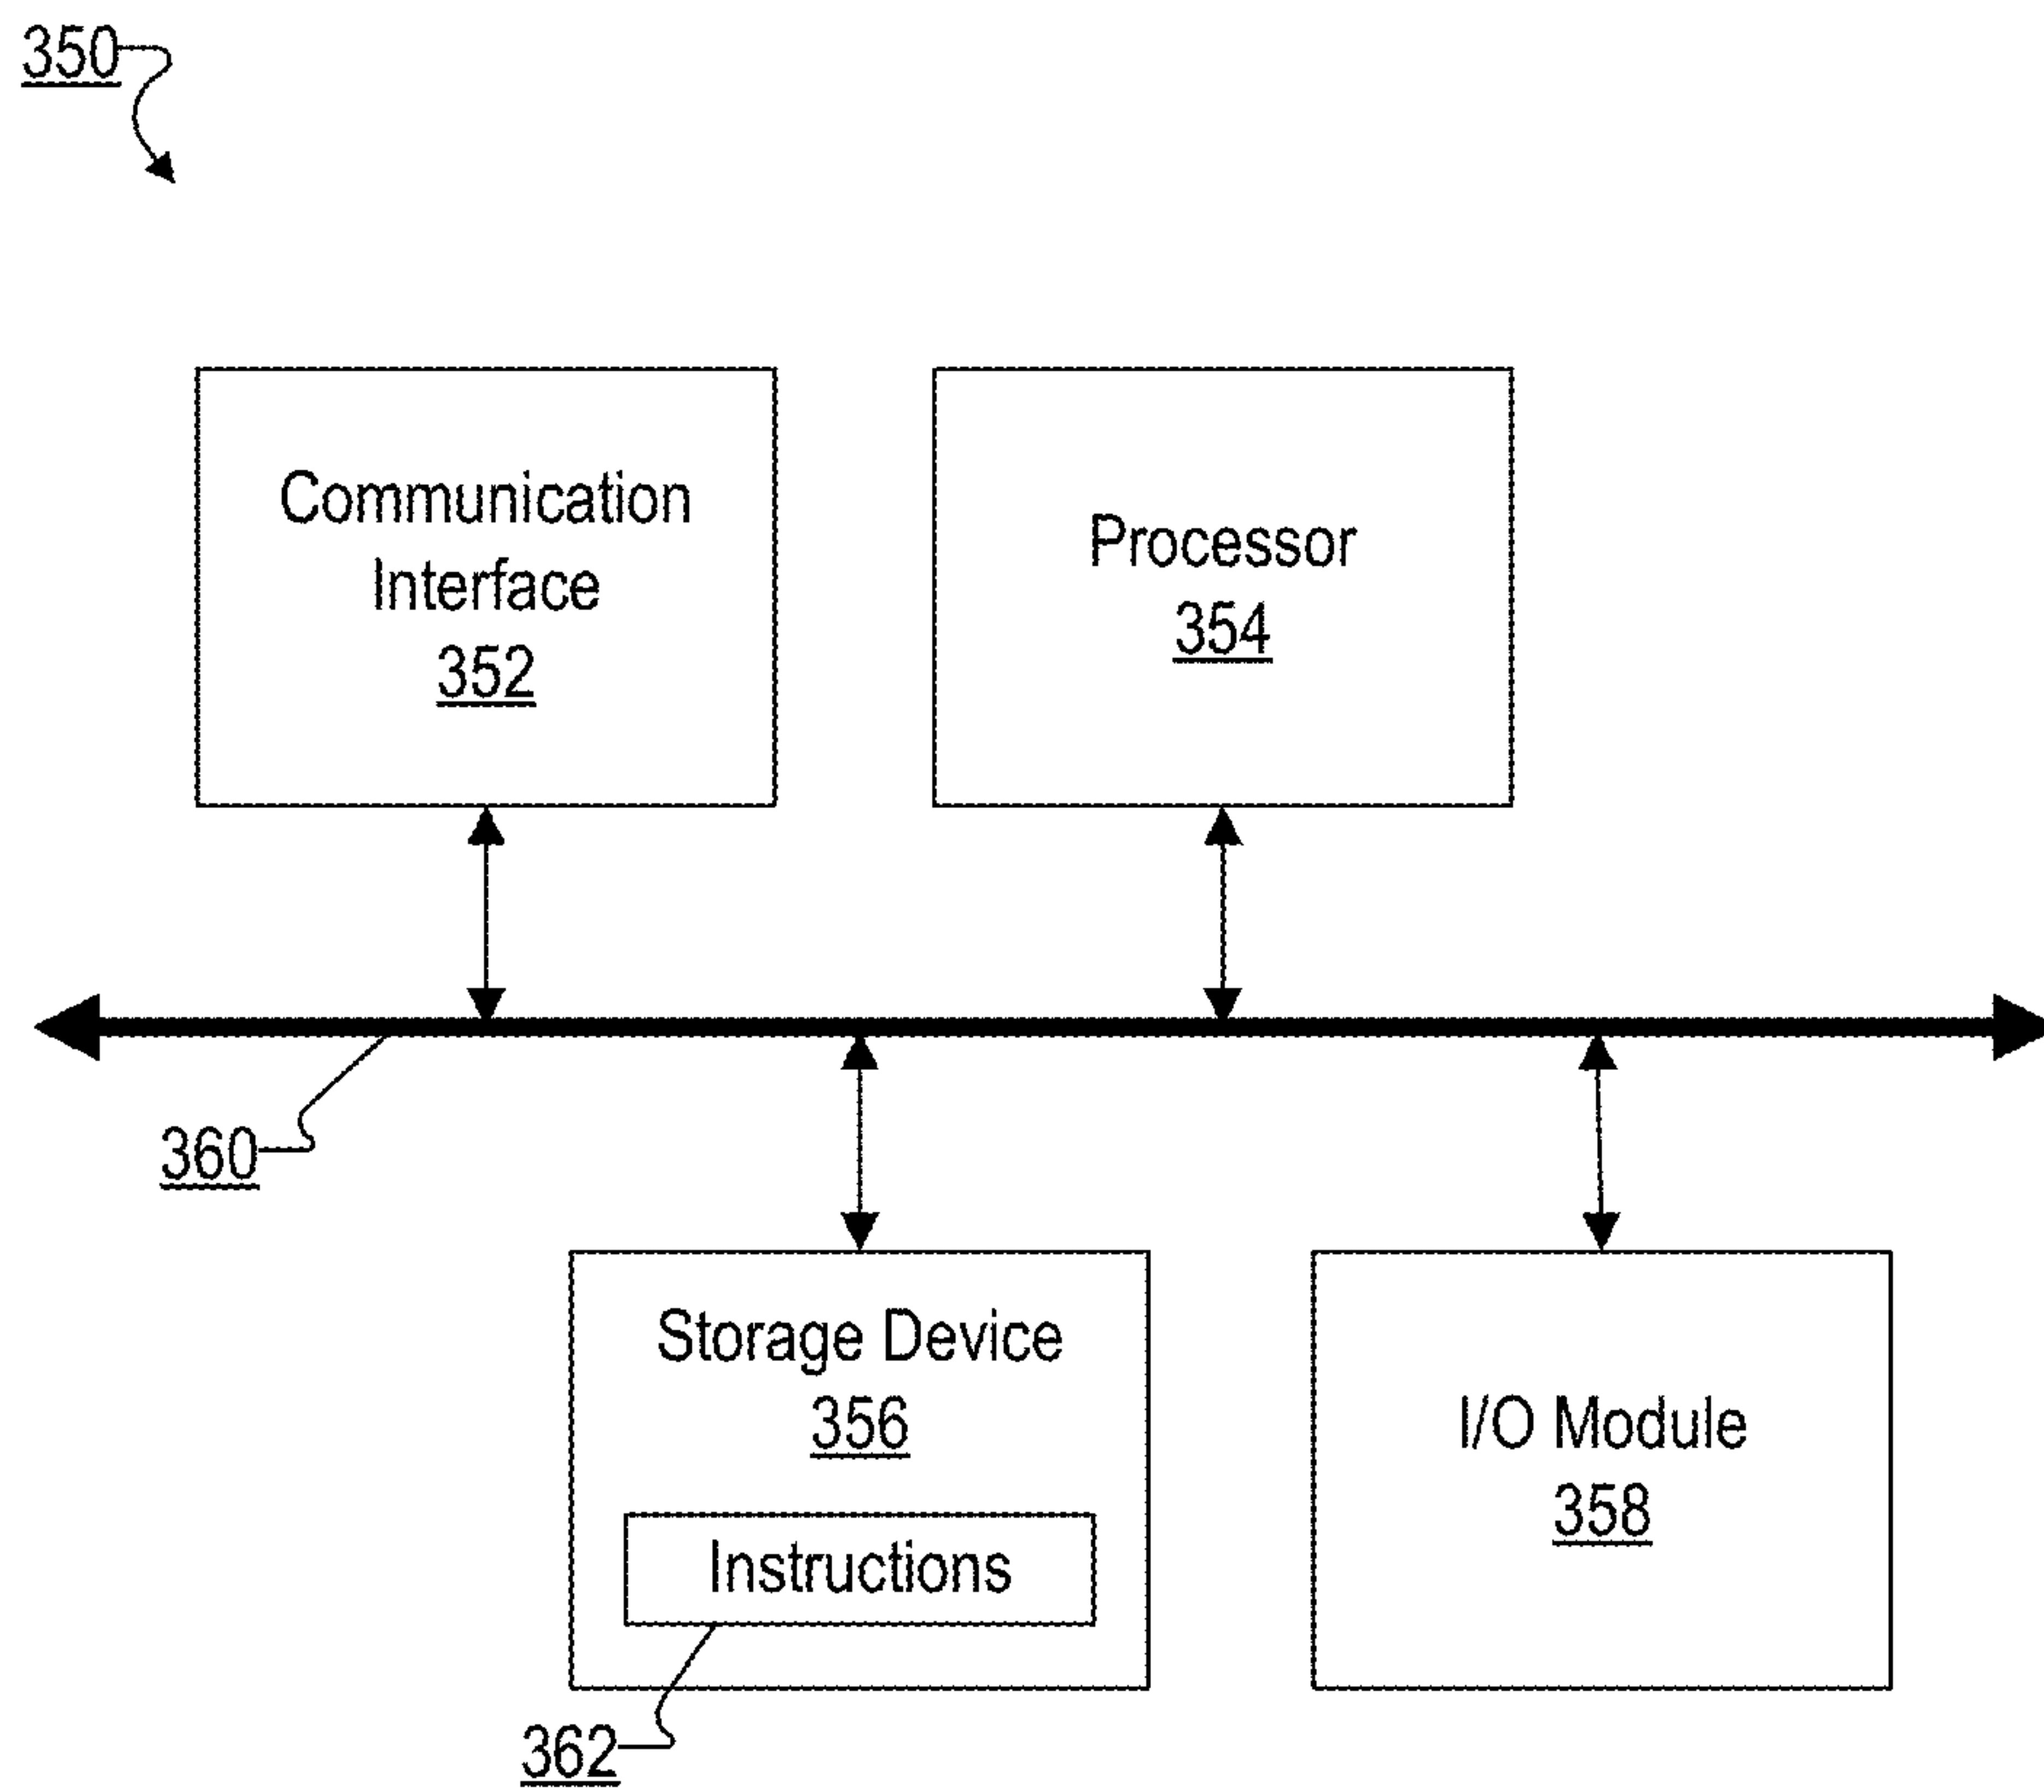 350
Communication
Interface
352
Processor
354
360
Storage Device
356
Instructions
362
I/O Module
358